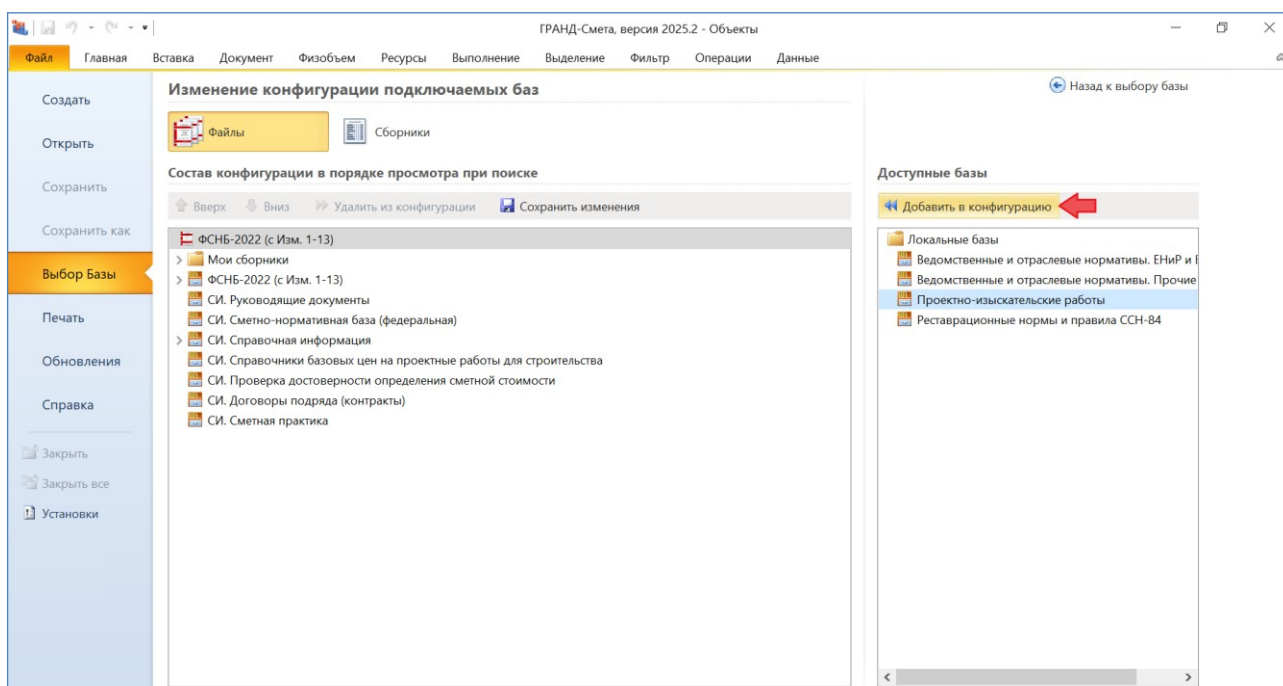 ГРАНД-Смета, версия 2025.2 - Объекты
Файл Главная Вставка Документ Физобъем Ресурсы Выполнение Выделение Фильтр Операции Данные
Создать
Открыть
Сохранить
Сохранить как
Выбор Базы
Печать
Обновления
Справка
Закрыть
Закрыть все
Установки
Изменение конфигурации подключаемых баз
Файлы Сборники
Состав конфигурации в порядке просмотра при поиске
Вверх Вниз Удалить из конфигурации Сохранить изменения
ФСНБ-2022 (с Изм. 1-13)
Мои сборники
ФСНБ-2022 (с Изм. 1-13)
СИ. Руководящие документы
СИ. Сметно-нормативная база (федеральная)
СИ. Справочная информация
СИ. Справочники базовых цен на проектные работы для строительства
СИ. Проверка достоверности определения сметной стоимости
СИ. Договоры подряда (контракты)
СИ. Сметная практика
Назад к выбору базы
Доступные базы
Добавить в конфигурацию
Локальные базы
Ведомственные и отраслевые нормативы. ЕНиР и
Ведомственные и отраслевые нормативы. Прочие
Проектно-изыскательские работы
Реставрационные нормы и правила ССН-84